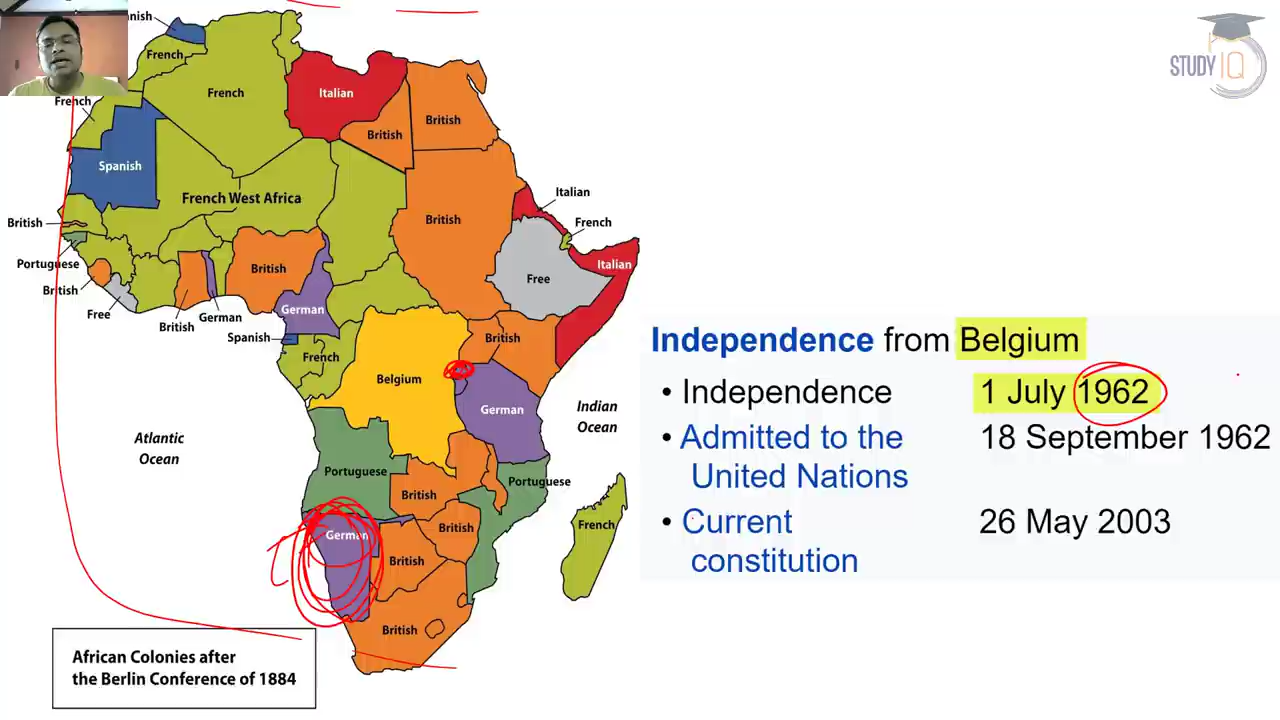 nish
French
French
Spanish
French
Italian
British
British
French West Africa
British
Italian
French
Free
Italian
British
Portuguese
British
Free
British
German
British
German
Spanish
French
Belgium
British
German
Indian
Ocean
Atlantic
Ocean
Portuguese
British
Portuguese
British
German
British
French
British
African Colonies after
the Berlin Conference of 1884
STUDY IQ
Independence from Belgium
• Independence 1 July 1962
• Admitted to the 18 September 1962
United Nations
• Current 26 May 2003
constitution